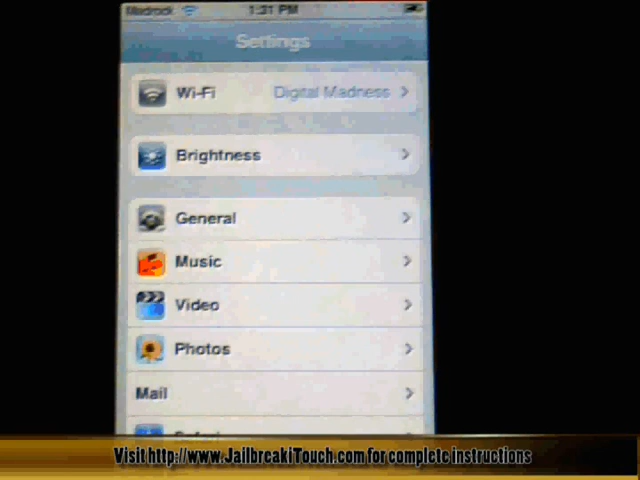 Madrock 1:31 PM
Settings
Wi-Fi Digital Madness
Brightness
General
Music
Video
Photos
Mail
Visit http://www.JailbreakiTouch.com for complete instructions